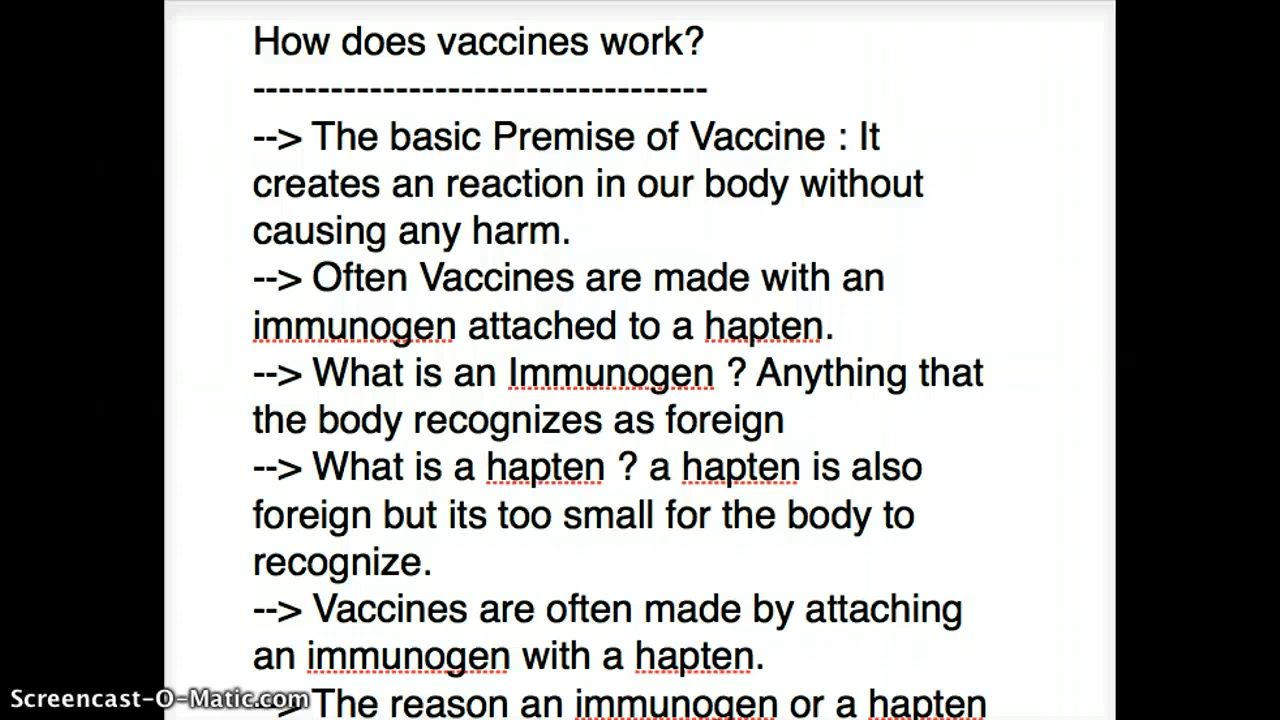 How does vaccines work?
-----------------------------------
--> The basic Premise of Vaccine : It
creates an reaction in our body without
causing any harm.
--> Often Vaccines are made with an
immunogen attached to a hapten.
--> What is an Immunogen ? Anything that
the body recognizes as foreign
--> What is a hapten ? a hapten is also
foreign but its too small for the body to
recognize.
--> Vaccines are often made by attaching
an immunogen with a hapten.
--> The reason an immunogen or a hapten
Screencast-O-Matic.com